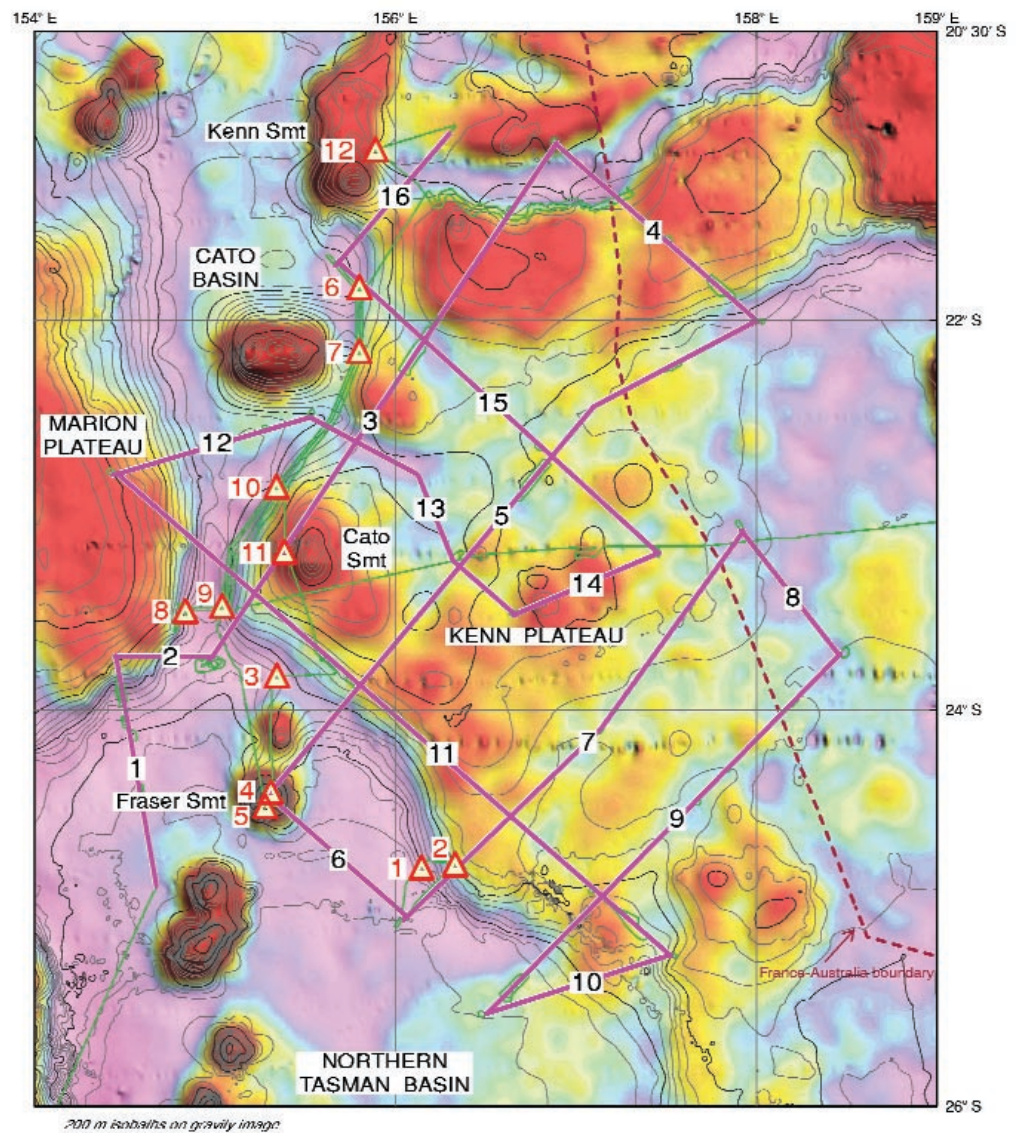 154° E
156° E
158° E
159° E
20° 30' S
Kenn Smt
12
16
4
CATO
BASIN
6
22° S
7
15
3
MARION
PLATEAU
12
10
13
5
11
Cato
Smt
14
8
9
8
KENN PLATEAU
2
3
24° S
7
11
1
4
Fraser Smt
5
9
6
2
1
France-Australia boundary
10
NORTHERN
TASMAN BASIN
26° S
200 m isobaths on gravity image